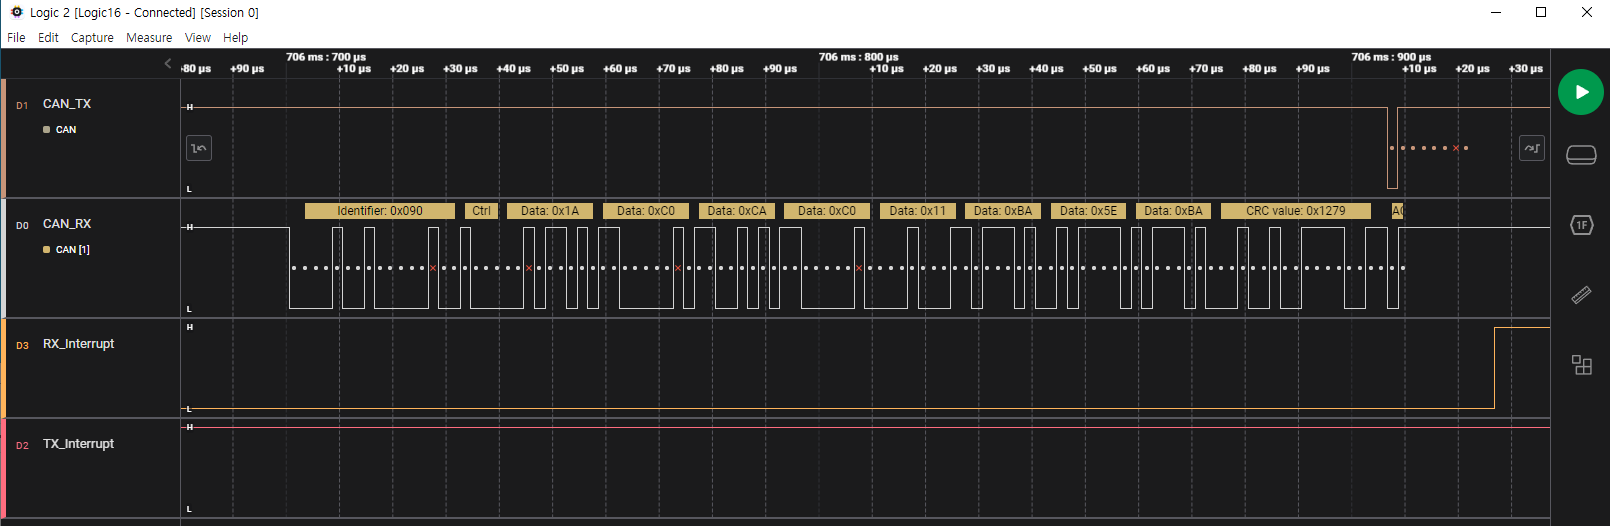 Logic 2 [Logic16 - Connected] [Session 0]
File Edit Capture Measure View Help
706 ms : 700 µs 706 ms : 800 µs 706 ms : 900 µs
+80 µs +90 µs +10 µs +20 µs +30 µs +40 µs +50 µs +60 µs +70 µs +80 µs +90 µs +10 µs +20 µs +30 µs +40 µs +50 µs +60 µs +70 µs +80 µs +90 µs +10 µs +20 µs +30 µs
D1 CAN_TX H
CAN
L
Identifier: 0x090 Ctrl Data: 0x1A Data: 0xC0 Data: 0xCA Data: 0xC0 Data: 0x11 Data: 0xBA Data: 0x5E Data: 0xBA CRC value: 0x1279
D0 CAN_RX H
CAN [1]
1F
L
H
D3 RX_Interrupt
L
H
D2 TX_Interrupt
L